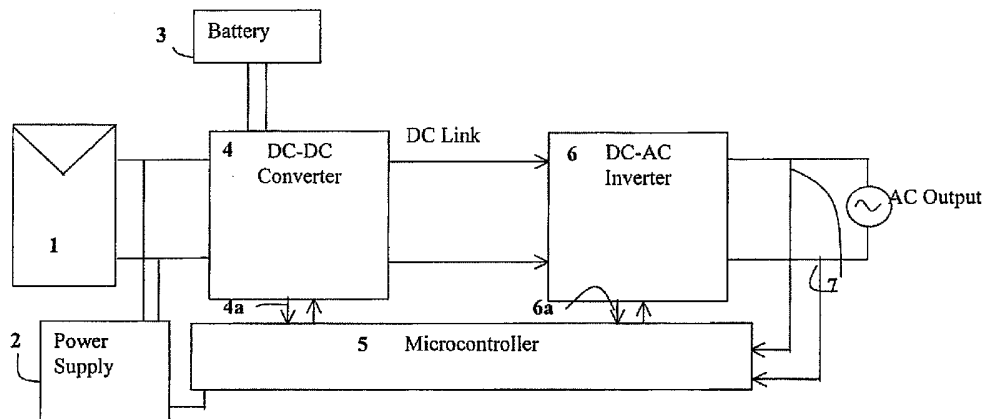 3
Battery
4
DC-DC
Converter
DC Link
6
DC-AC
Inverter
AC Output
1
4a
6a
7
2
Power
Supply
5 Microcontroller